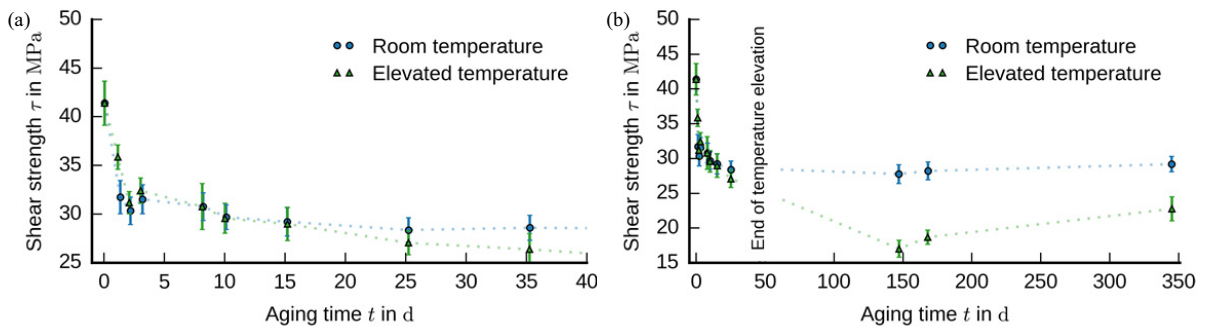 (a)
50
45
40
35
30
25
Shear strength τ in MPa
Room temperature
Elevated temperature
0 5 10 15 20 25 30 35 40
Aging time t in d
(b)
50
45
40
35
30
25
20
15
Shear strength τ in MPa
End of temperature elevation
Room temperature
Elevated temperature
0 50 100 150 200 250 300 350
Aging time t in d